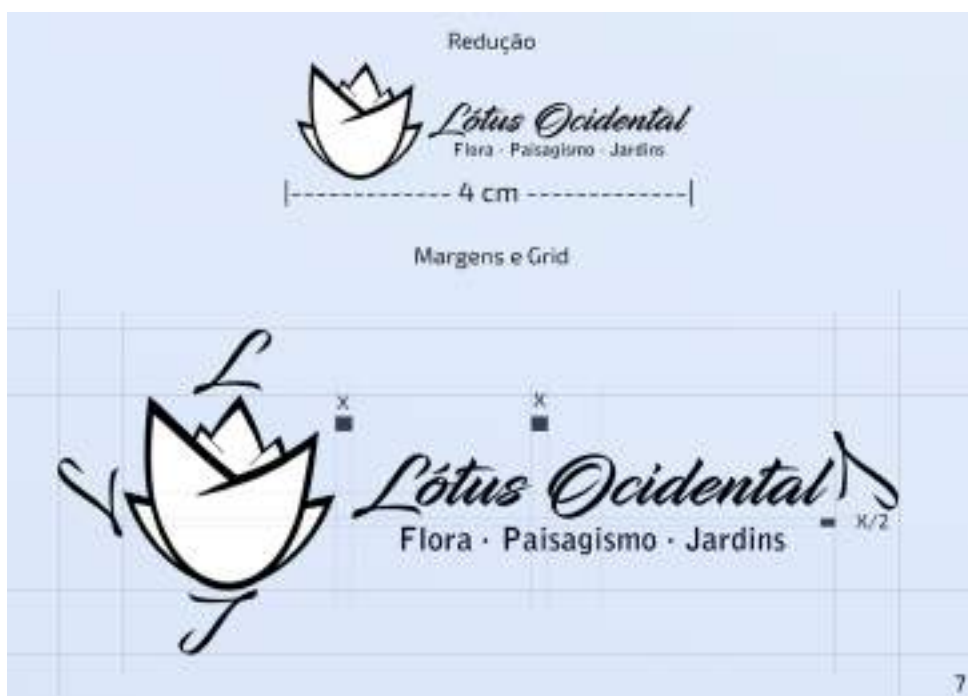 Redução
Lótus Ocidental
Flora · Paisagismo · Jardins
4 cm
Margens e Grid
L
X
X
L
Lótus Ocidental
L
X/2
Flora · Paisagismo · Jardins
L
7